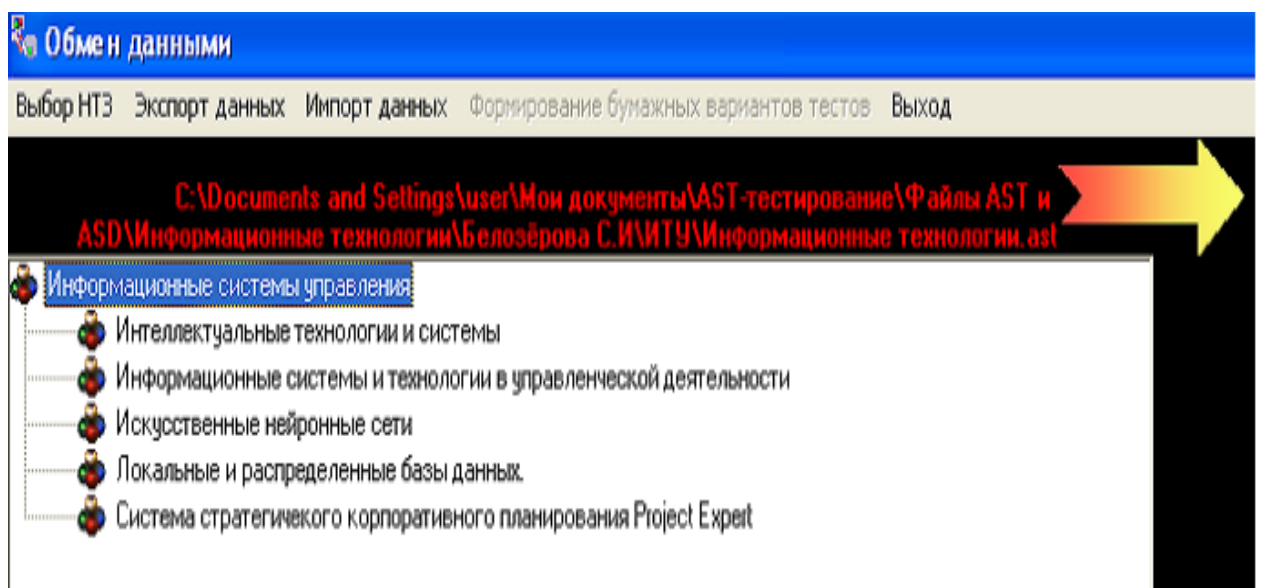 Обмен данными
Выбор НТЗ Экспорт данных Импорт данных Формирование бумажных вариантов тестов Выход
C:\Documents and Settings\user\Мои документы\AST-тестирование\Файлы AST и
ASD\Информационные технологии\Белозёрова С.И\ИТУ\Информационные технологии.ast
Информационные системы управления
Интеллектуальные технологии и системы
Информационные системы и технологии в управленческой деятельности
Искусственные нейронные сети
Локальные и распределенные базы данных.
Система стратегичекого корпоративного планирования Project Expert